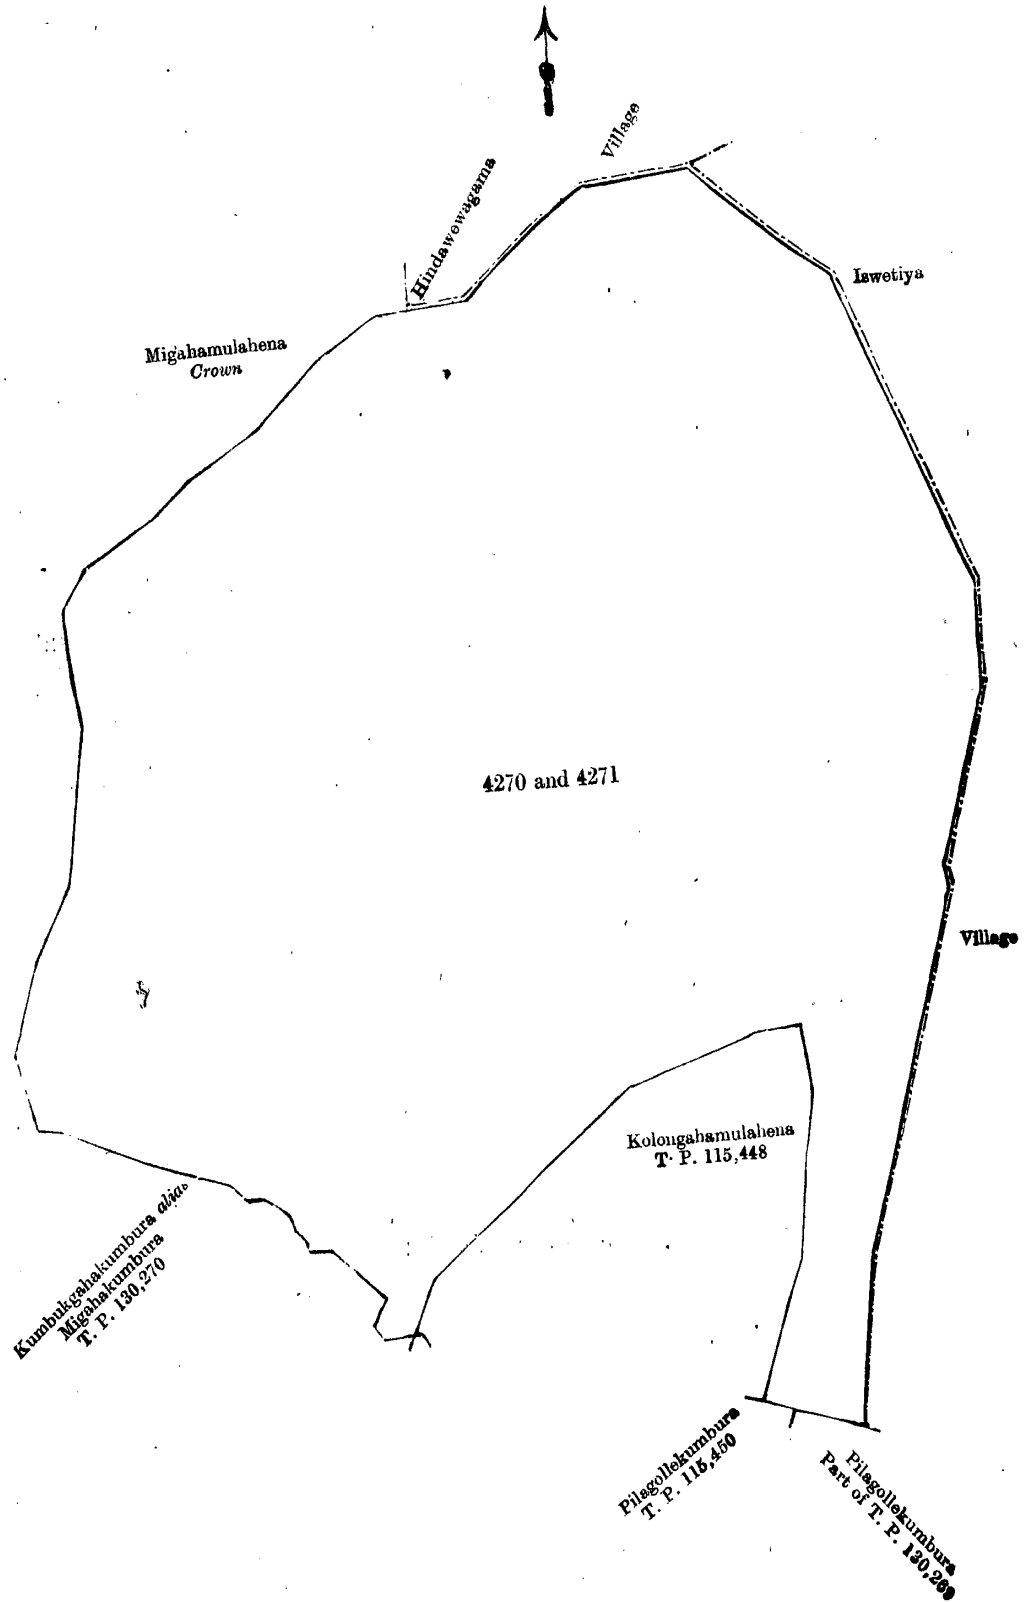 Village
Hindawewagama
Iswetiya
Migahamulahena
Crown
4270 and 4271
Village
Kolongahamulahena
T. P. 115,448
Kumbukgahakumbura alias
Migahakumbura
T. P. 130,270
Pilagollekumbura
T. P. 115,450
Pilagollekumbura
Part of T. P. 130,269